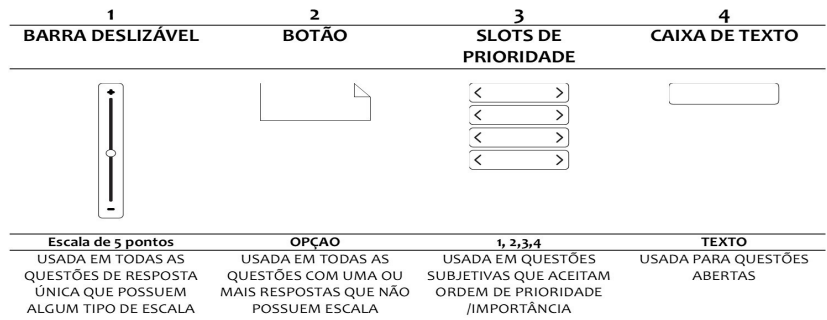 1
BARRA DESLIZÁVEL
2
BOTÃO
3
SLOTS DE
PRIORIDADE
4
CAIXA DE TEXTO
+
-
< >
< >
< >
< >
Escala de 5 pontos
USADA EM TODAS AS
QUESTÕES DE RESPOSTA
ÚNICA QUE POSSUEM
ALGUM TIPO DE ESCALA
OPÇAO
USADA EM TODAS AS
QUESTÕES COM UMA OU
MAIS RESPOSTAS QUE NÃO
POSSUEM ESCALA
1, 2,3,4
USADA EM QUESTÕES
SUBJETIVAS QUE ACEITAM
ORDEM DE PRIORIDADE
/IMPORTÂNCIA
TEXTO
USADA PARA QUESTÕES
ABERTAS